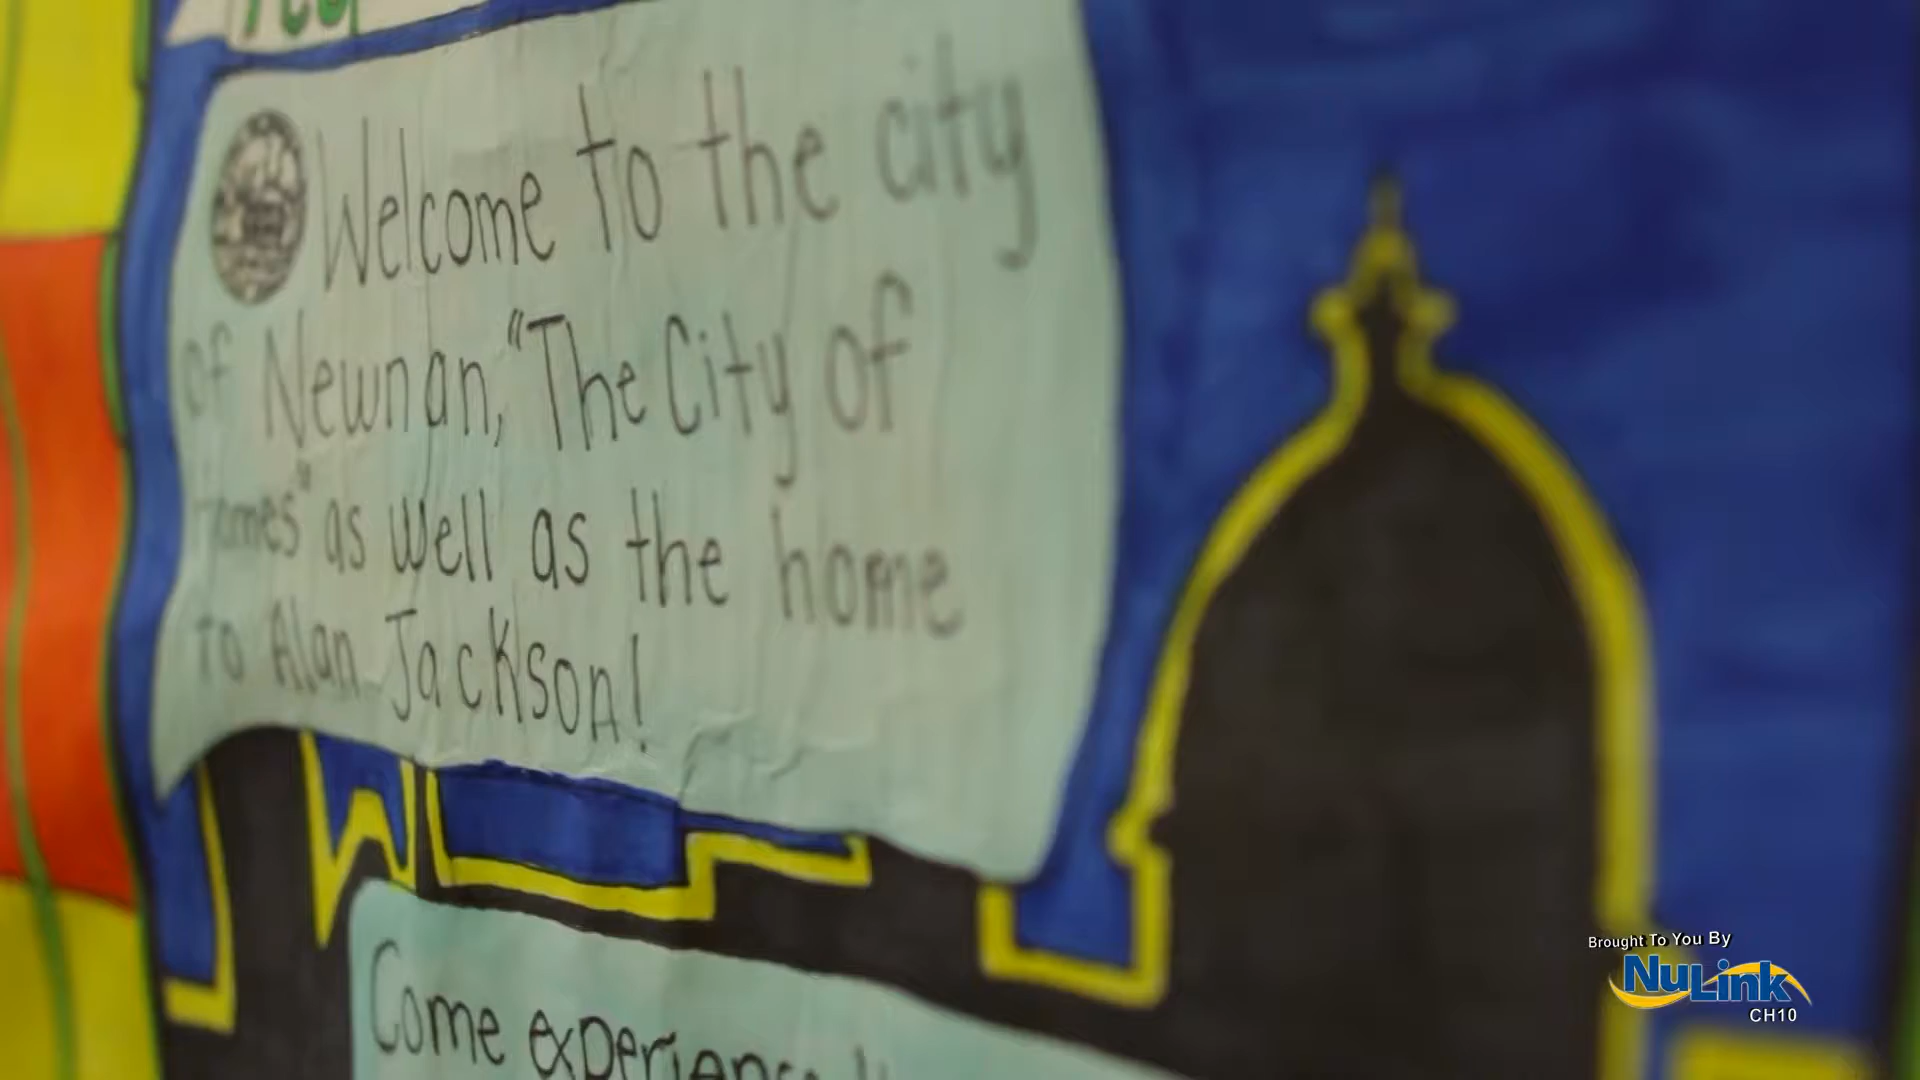 Welcome to the city
of Newnan, "The City of
Homes" as well as the home
to Alan Jackson!
Come experience
Brought To You By
NuLink
CH10